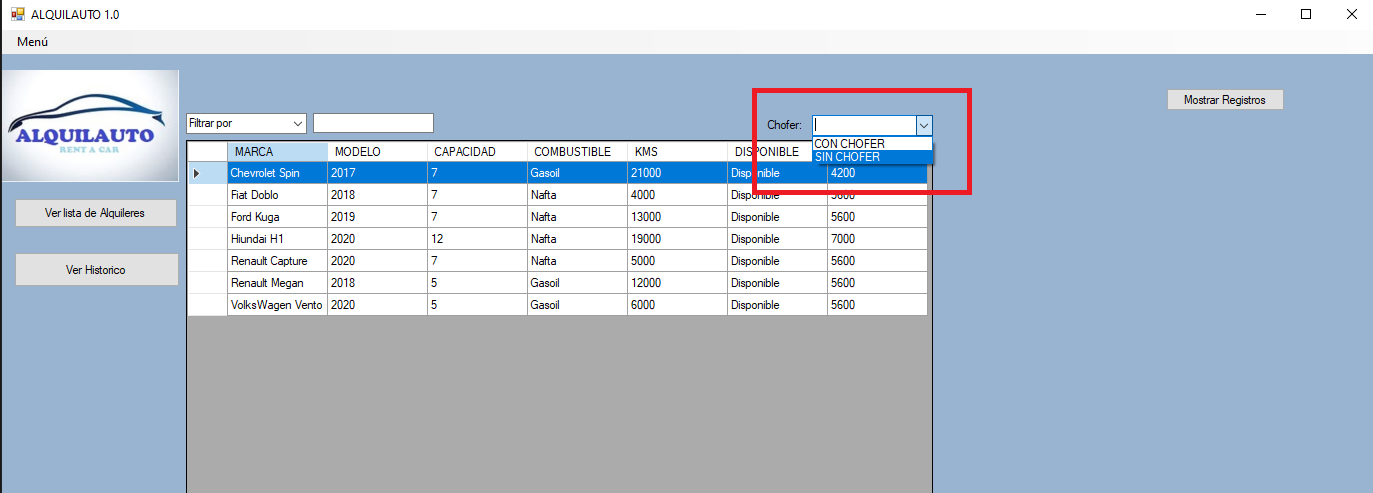 ALQUILAUTO 1.0
Menú
ALQUILAUTO
RENT A CAR
Mostrar Registros
Filtrar por
Chofer:
CON CHOFER
SIN CHOFER
MARCA MODELO CAPACIDAD COMBUSTIBLE KMS DISPONIBLE
Chevrolet Spin 2017 7 Gasoil 21000 Disponible 4200
Fiat Doblo 2018 7 Nafta 4000 Disponible 5600
Ford Kuga 2019 7 Nafta 13000 Disponible 5600
Hiundai H1 2020 12 Nafta 19000 Disponible 7000
Renault Capture 2020 7 Nafta 5000 Disponible 5600
Renault Megan 2018 5 Gasoil 12000 Disponible 5600
VolksWagen Vento 2020 5 Gasoil 6000 Disponible 5600
Ver lista de Alquileres
Ver Historico